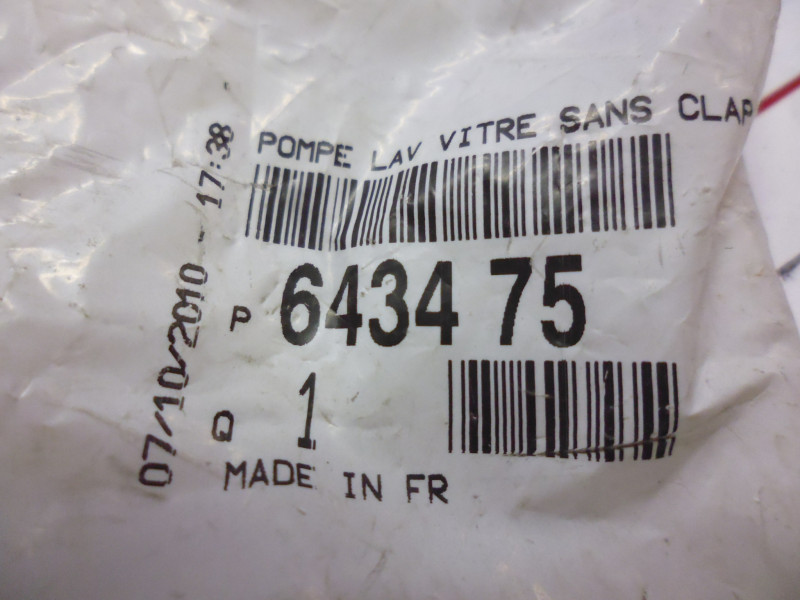 POMPE LAV VITRE SANS CLAP
P 6434 75
Q 1
MADE IN FR
07/10/2010 - 17:38